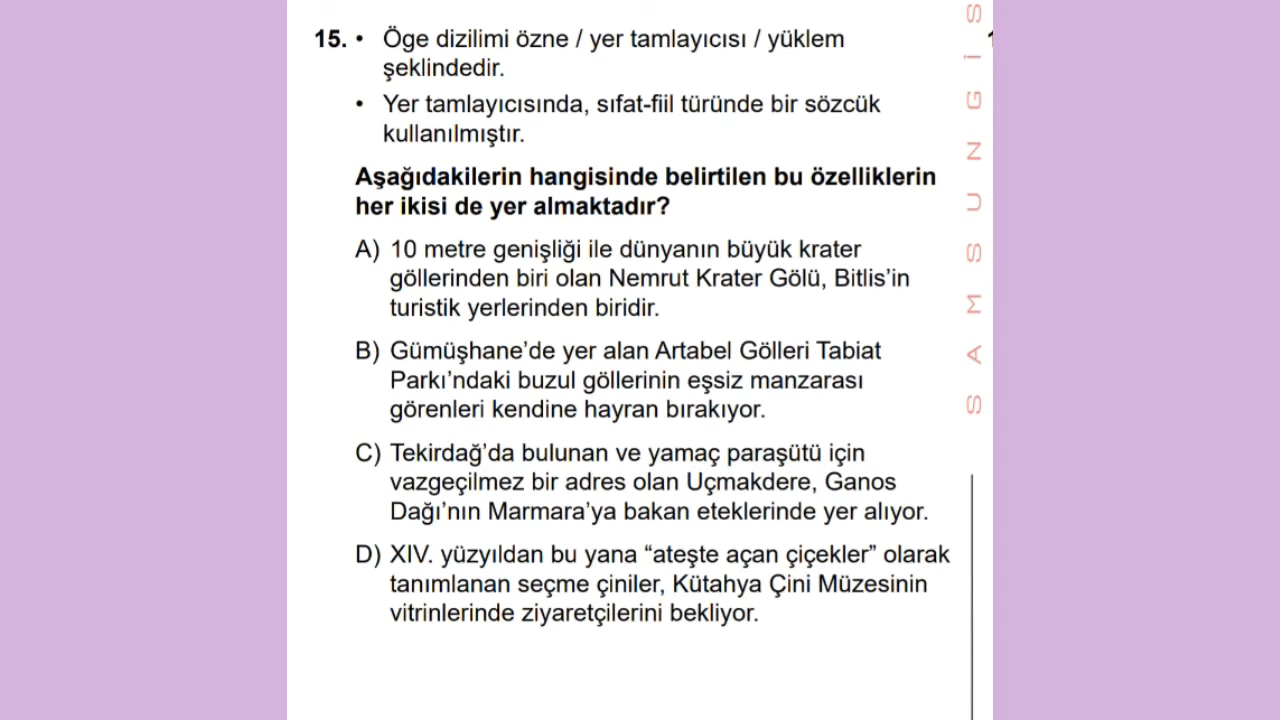 15. • Öge dizilimi özne / yer tamlayıcısı / yüklem
şeklindedir.
• Yer tamlayıcısında, sıfat-fiil türünde bir sözcük
kullanılmıştır.
Aşağıdakilerin hangisinde belirtilen bu özelliklerin
her ikisi de yer almaktadır?
A) 10 metre genişliği ile dünyanın büyük krater
göllerinden biri olan Nemrut Krater Gölü, Bitlis’in
turistik yerlerinden biridir.
B) Gümüşhane’de yer alan Artabel Gölleri Tabiat
Parkı’ndaki buzul göllerinin eşsiz manzarası
görenleri kendine hayran bırakıyor.
C) Tekirdağ’da bulunan ve yamaç paraşütü için
vazgeçilmez bir adres olan Uçmakdere, Ganos
Dağı’nın Marmara’ya bakan eteklerinde yer alıyor.
D) XIV. yüzyıldan bu yana “ateşte açan çiçekler” olarak
tanımlanan seçme çiniler, Kütahya Çini Müzesinin
vitrinlerinde ziyaretçilerini bekliyor.
S A M S U N G İ S